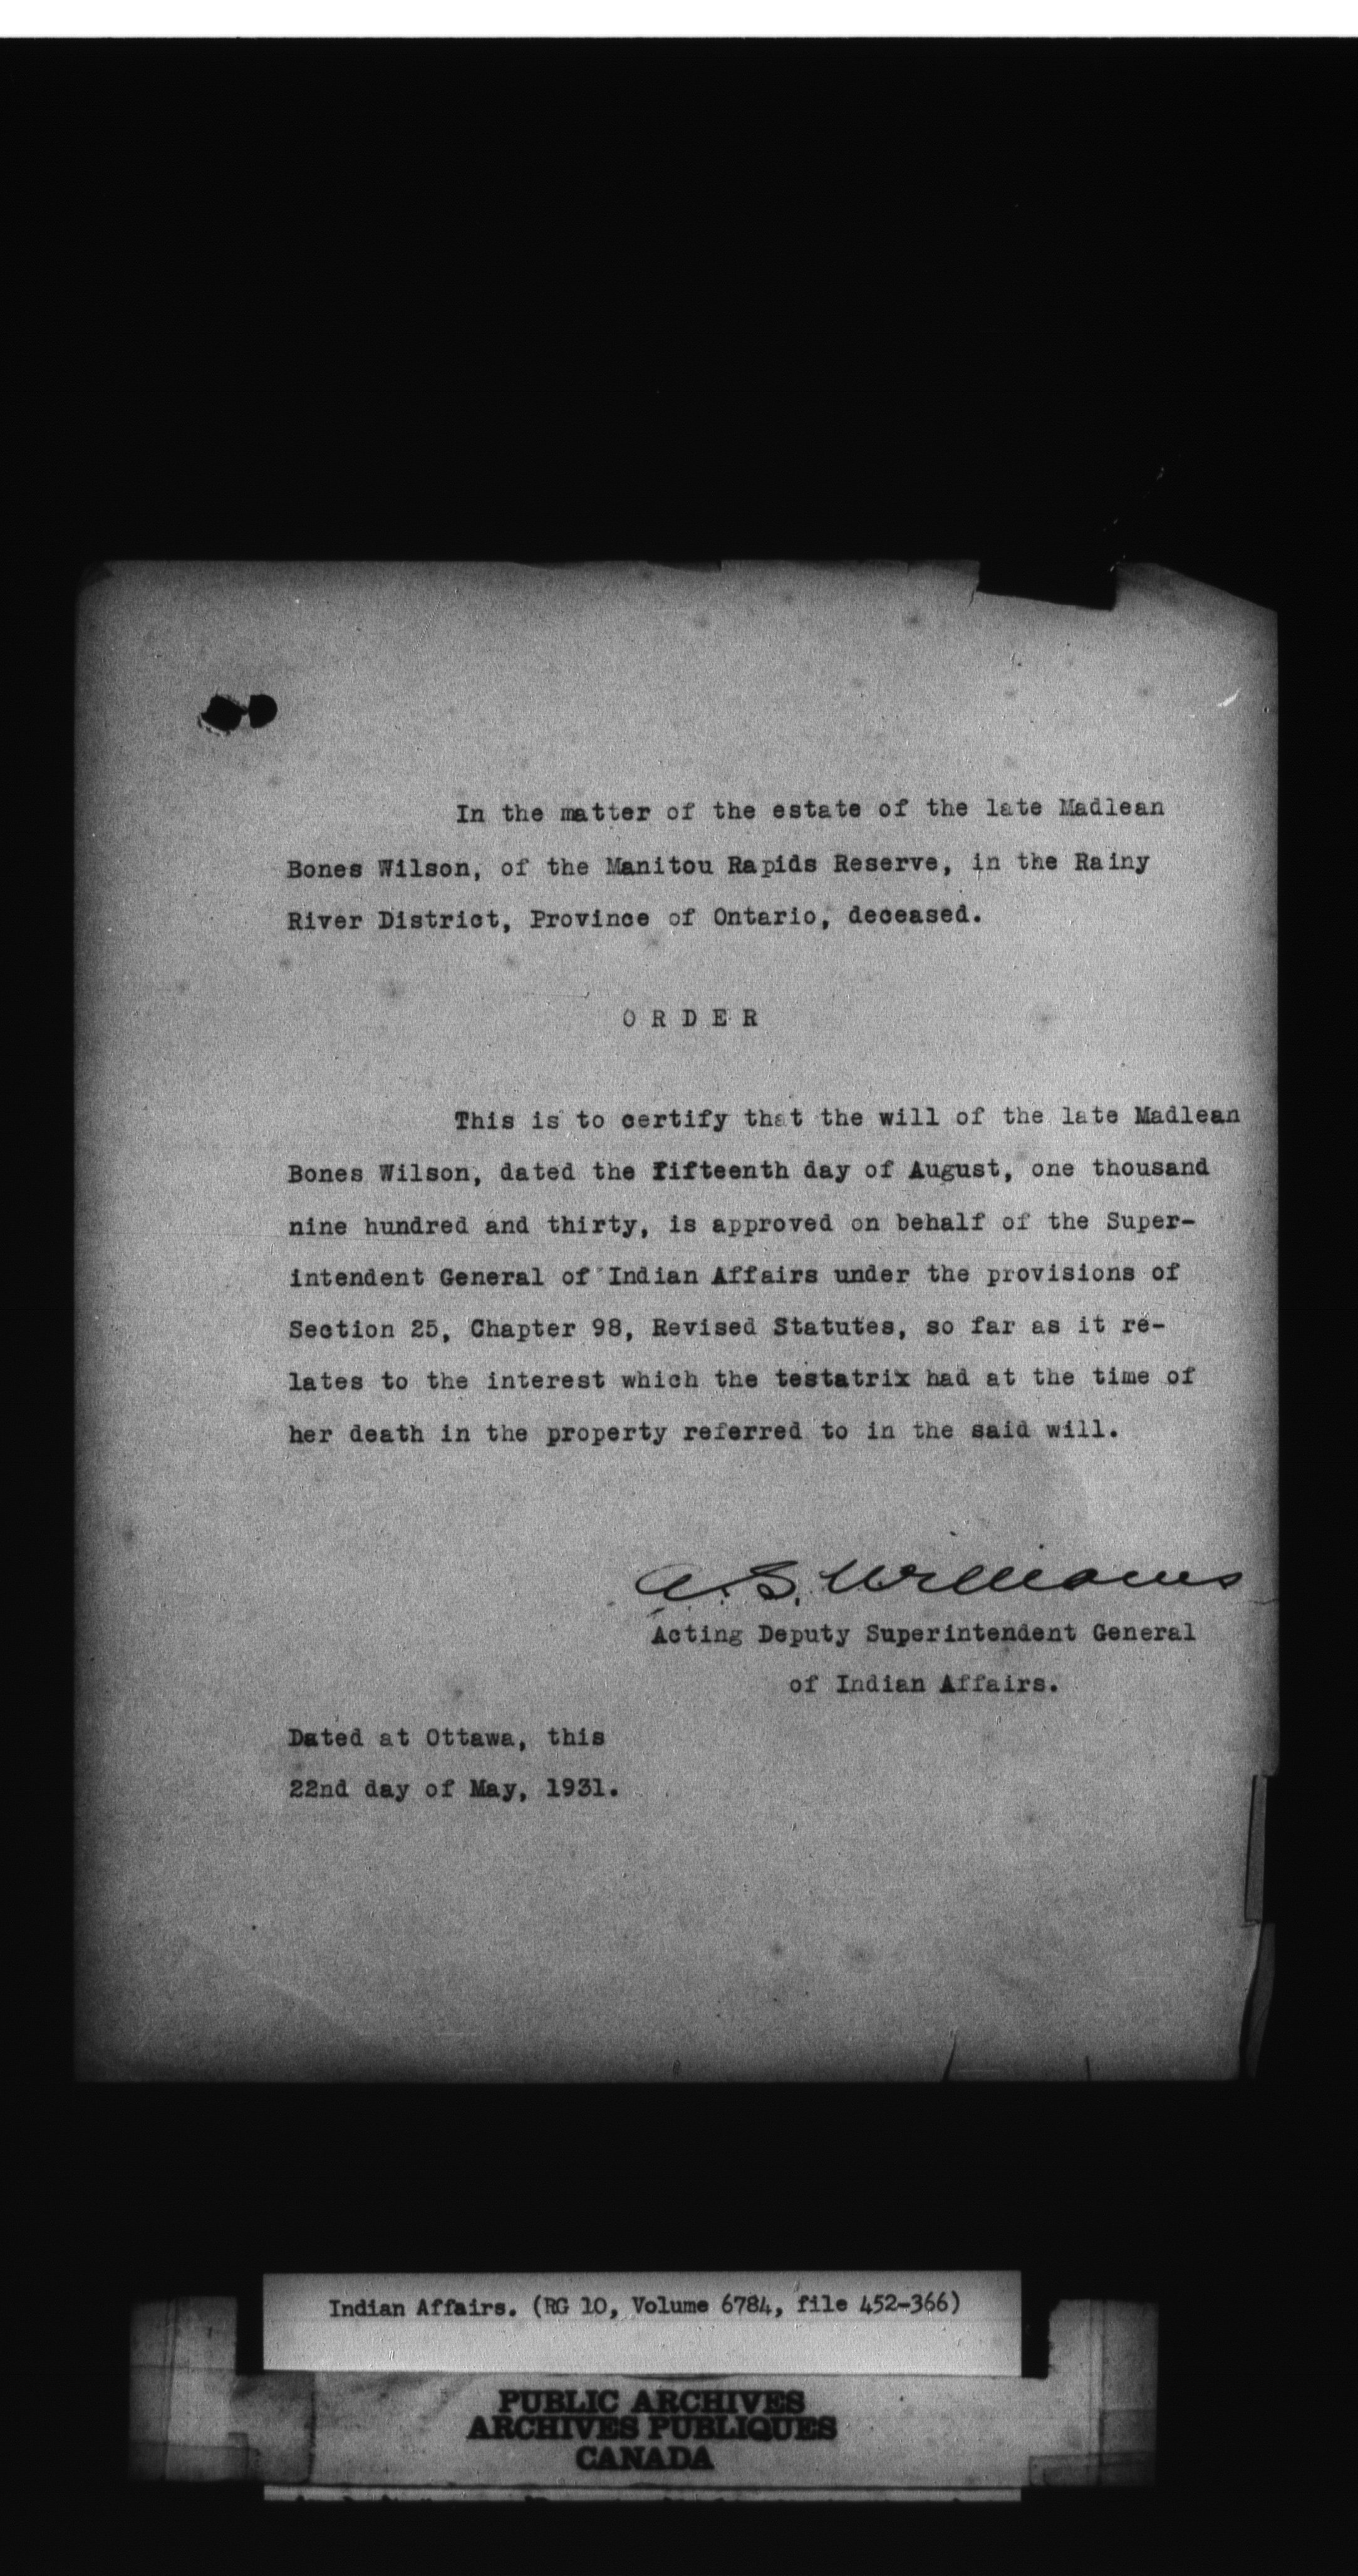 In the matter of the estate of the late Madlean
Bones Wilson, of the Manitou Rapids Reserve, in the Rainy
River District, Province of Ontario, deceased.
ORDER
This is to certify that the will of the late Madlean
Bones Wilson, dated the fifteenth day of August, one thousand
nine hundred and thirty, is approved on behalf of the Super-
intendent General of Indian Affairs under the provisions of
Section 25, Chapter 98, Revised Statutes, so far as it re-
lates to the interest which the testatrix had at the time of
her death in the property referred to in the said will.
A. S. Williams
Acting Deputy Superintendent General
of Indian Affairs.
Dated at Ottawa, this
22nd day of May, 1931.
Indian Affairs. (RG 10, Volume 6784, file 452-366)
PUBLIC ARCHIVES
ARCHIVES PUBLIQUES
CANADA